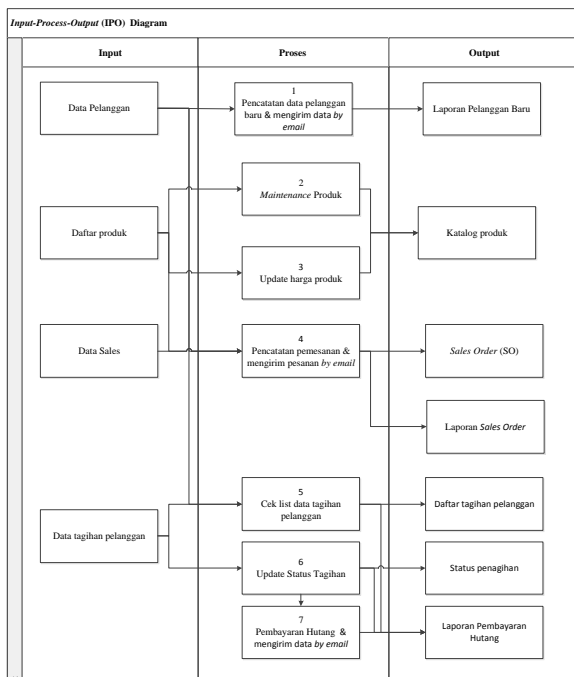 Input-Process-Output (IPO) Diagram
Input
Proses
Output
Data Pelanggan
1
Pencatatan data pelanggan
baru & mengirim data by
email
Laporan Pelanggan Baru
2
Maintenance Produk
Daftar produk
Katalog produk
3
Update harga produk
Data Sales
4
Pencatatan pemesanan &
mengirim pesanan by email
Sales Order (SO)
Laporan Sales Order
5
Cek list data tagihan
pelanggan
Daftar tagihan pelanggan
Data tagihan pelanggan
6
Update Status Tagihan
Status penagihan
7
Pembayaran Hutang &
mengirim data by email
Laporan Pembayaran
Hutang